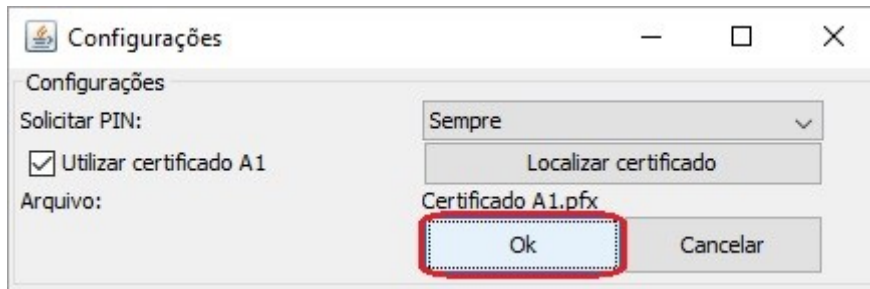 Configurações
Configurações
Solicitar PIN:
Sempre
Utilizar certificado A1
Localizar certificado
Arquivo:
Certificado A1.pfx
Ok
Cancelar